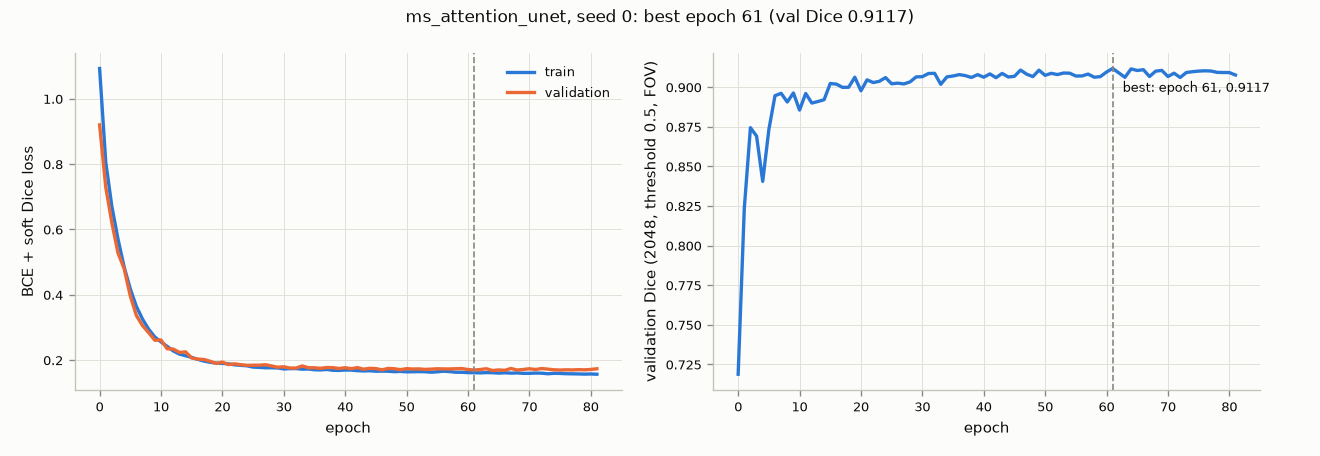 ms_attention_unet, seed 0: best epoch 61 (val Dice 0.9117)
BCE + soft Dice loss
1.0
0.8
0.6
0.4
0.2
0 10 20 30 40 50 60 70 80
epoch
train
validation
validation Dice (2048, threshold 0.5, FOV)
0.900
0.875
0.850
0.825
0.800
0.775
0.750
0.725
0 10 20 30 40 50 60 70 80
epoch
best: epoch 61, 0.9117